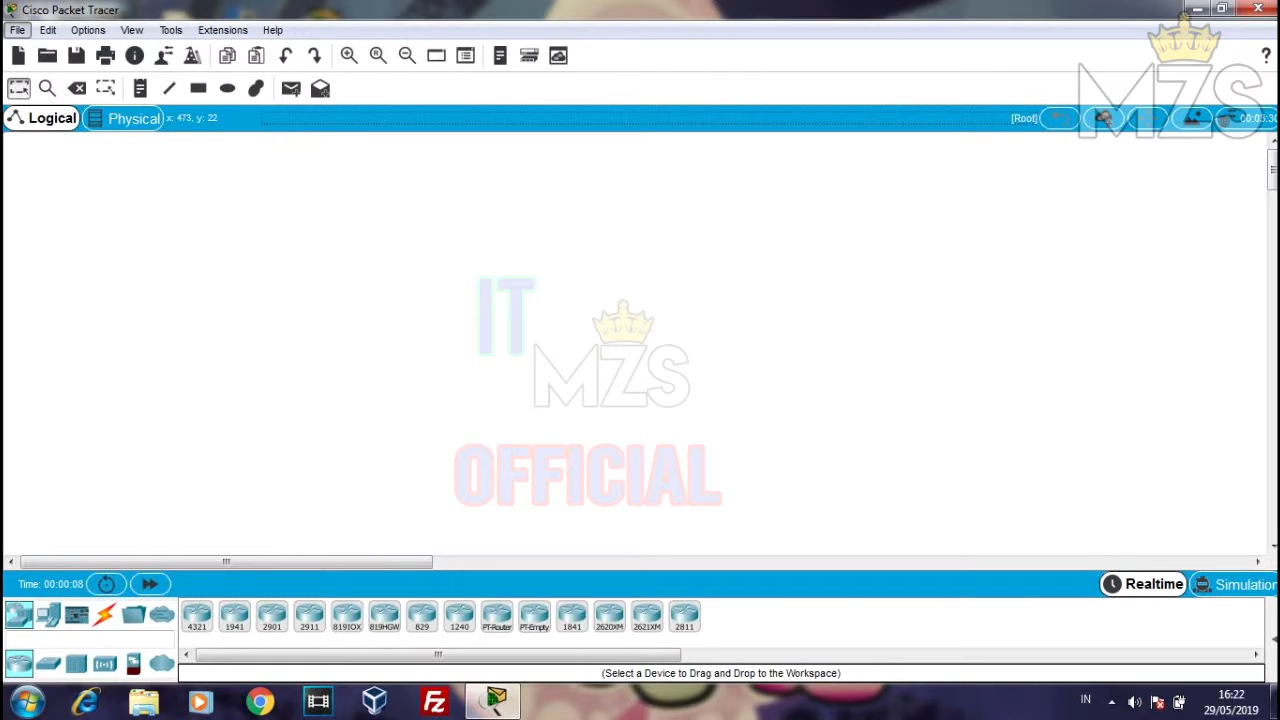 Cisco Packet Tracer
File Edit Options View Tools Extensions Help
MZS
Logical Physical x: 473, y: 22 [Root]
IT
MZS
OFFICIAL
Time: 00:00:08 Realtime Simulation
4321 1941 2901 2911 819IOX 819HGW 829 1240 PT-Router PT-Empty 1841 2620XM 2621XM 2811
(Select a Device to Drag and Drop to the Workspace)
IN 16:22
29/05/2019